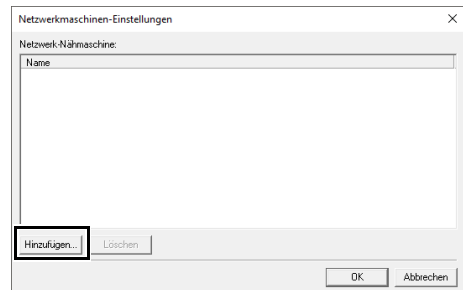 Netzwerkmaschinen-Einstellungen
Netzwerk-Nähmaschine:
Name
Hinzufügen... Löschen
OK Abbrechen